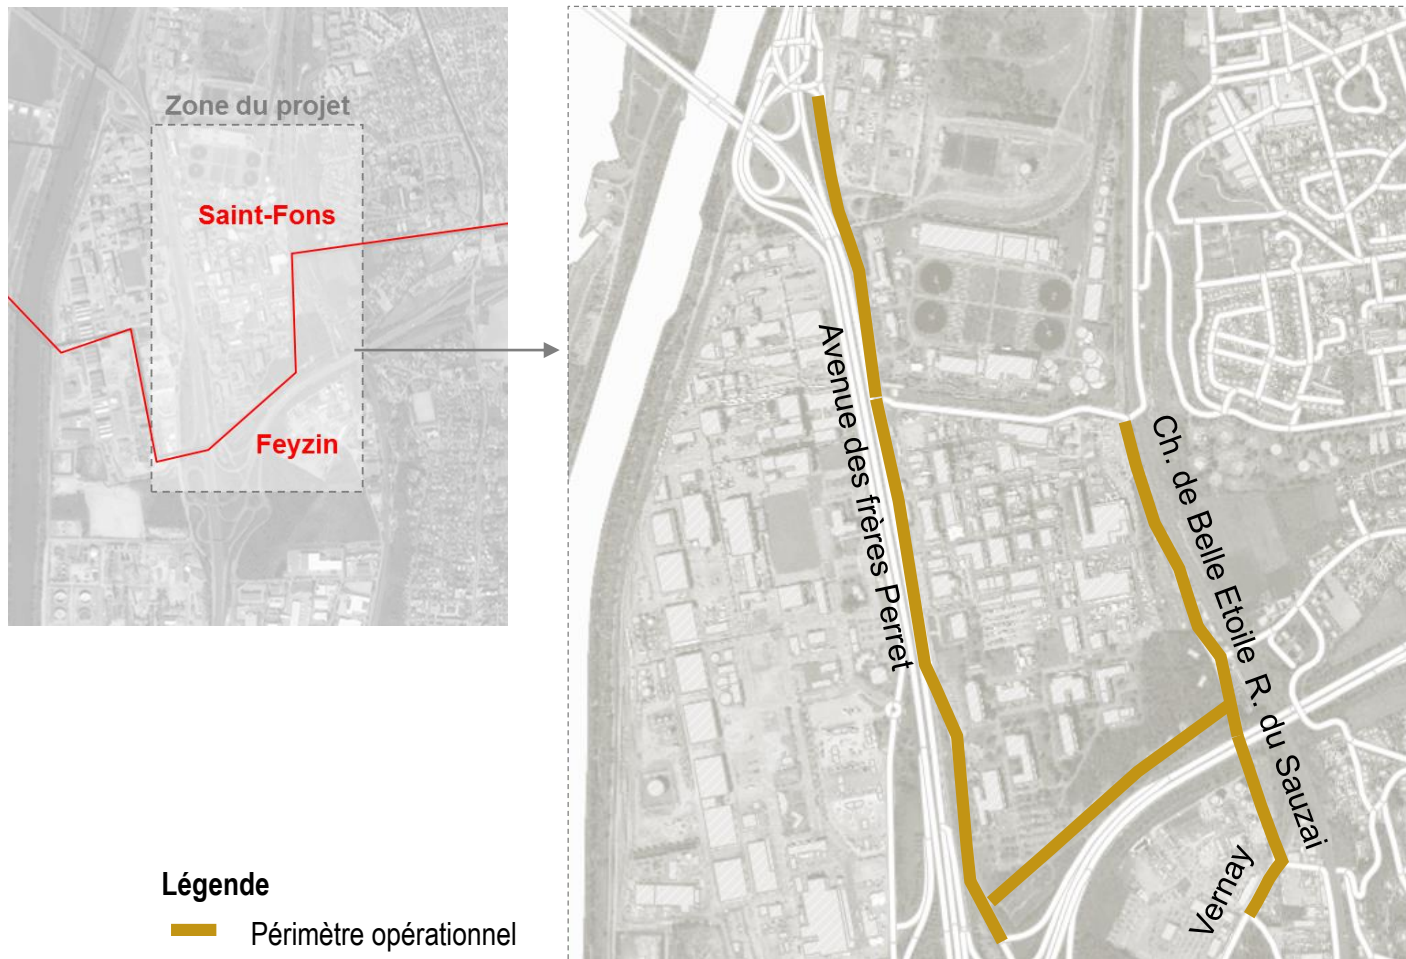 Zone du projet
Saint-Fons
Feyzin
Avenue des frères Perret
Ch. de Belle Etoile
R. du Sauzai
Vernay
Légende
Périmètre opérationnel